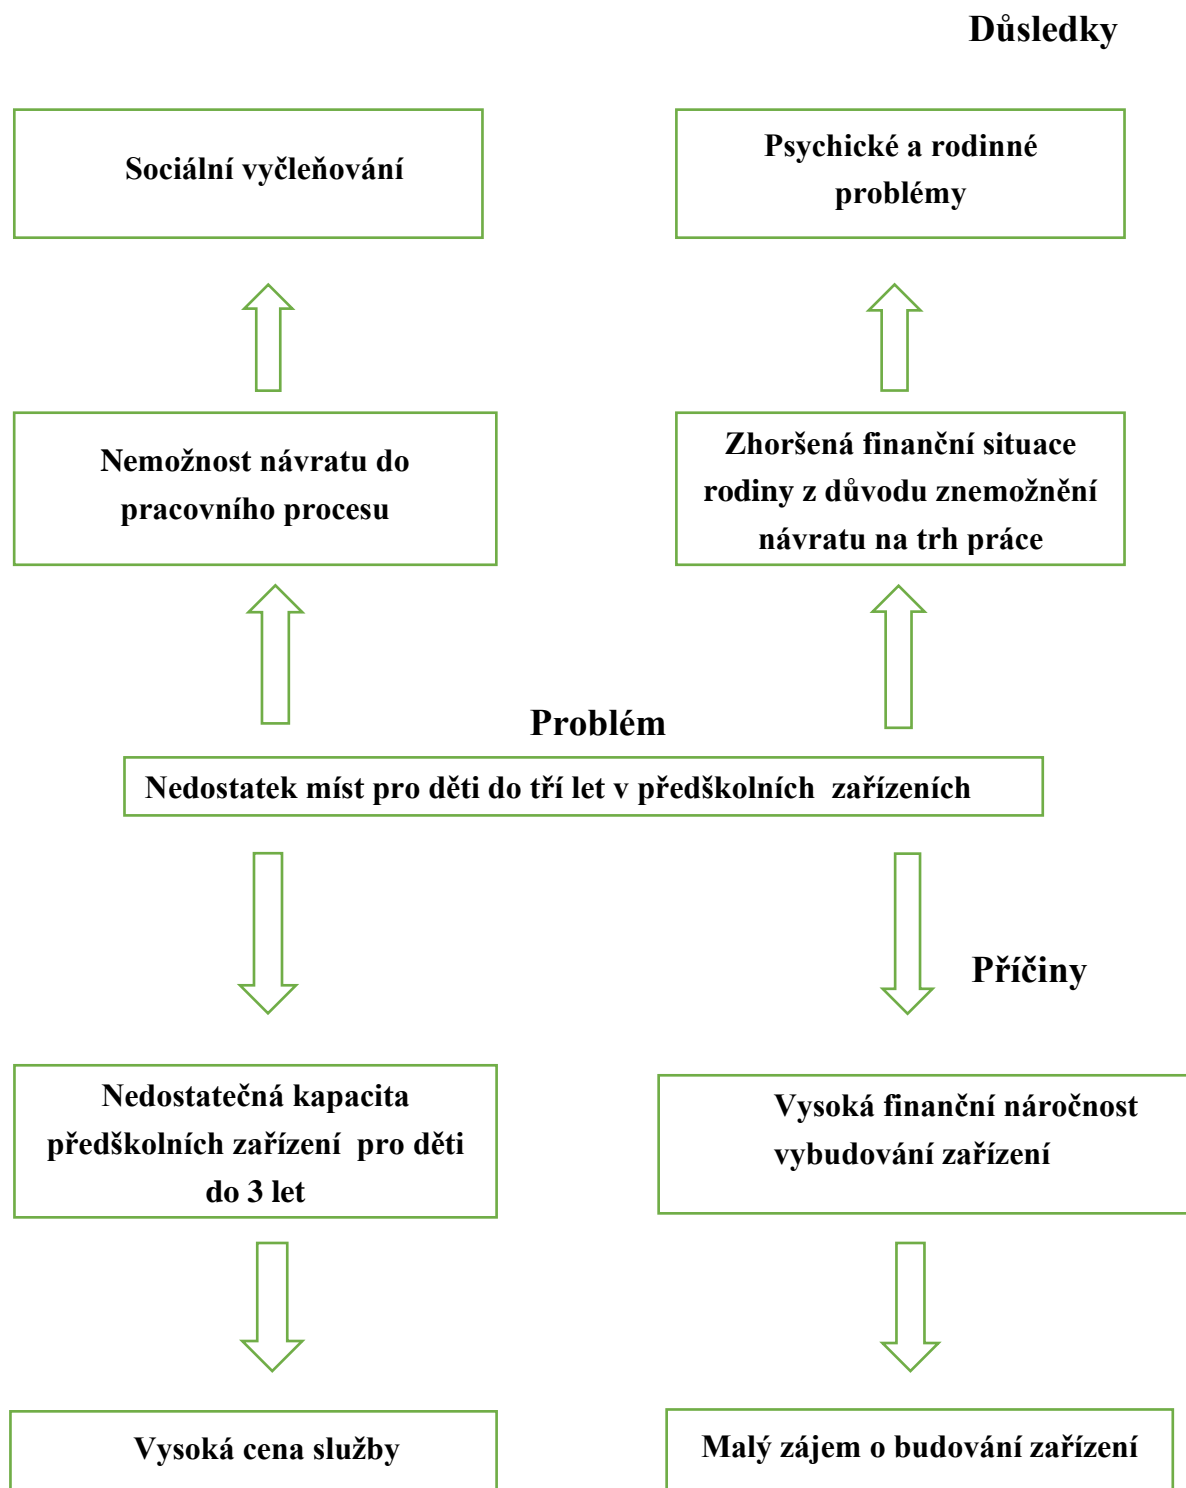 Důsledky
Sociální vyčleňování
Psychické a rodinné
problémy
Nemožnost návratu do
pracovního procesu
Zhoršená finanční situace
rodiny z důvodu znemožnění
návratu na trh práce
Problém
Nedostatek míst pro děti do tří let v předškolních  zařízeních
Příčiny
Nedostatečná kapacita
předškolních zařízení  pro děti
do 3 let
Vysoká finanční náročnost
vybudování zařízení
Vysoká cena služby
Malý zájem o budování zařízení